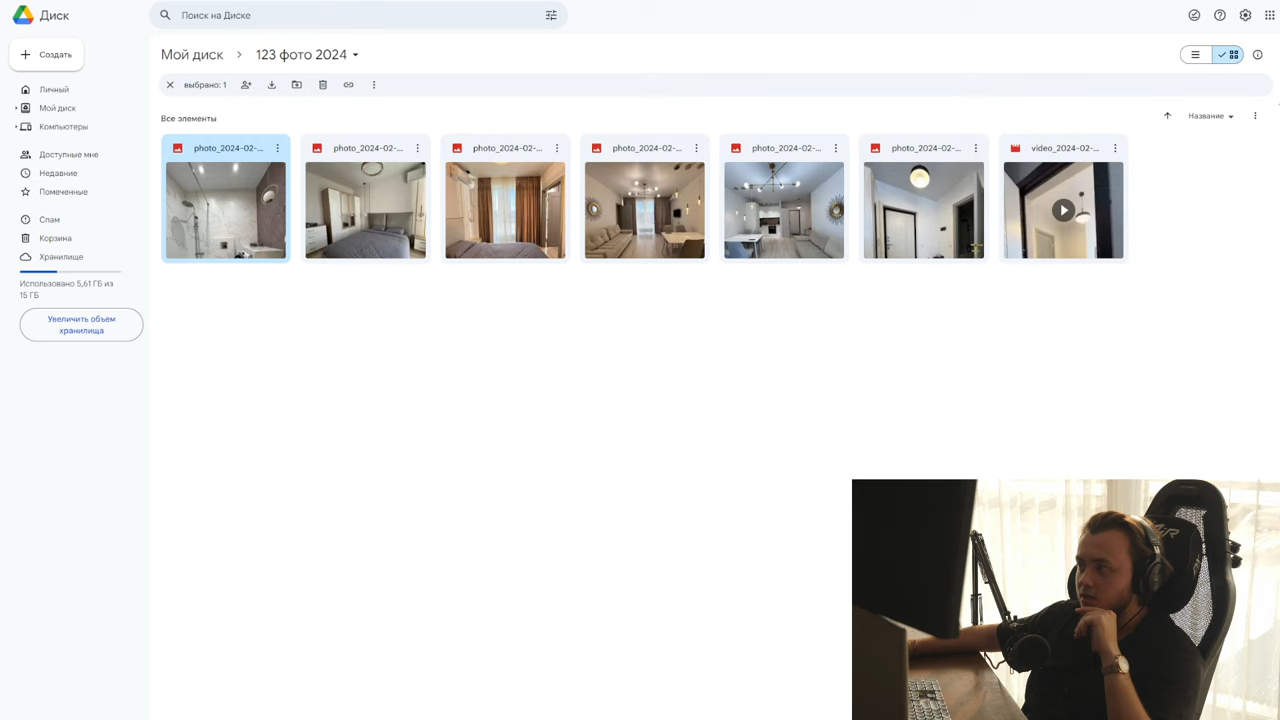 Диск
Поиск на Диске
Создать
Мой диск
123 фото 2024
выбрано: 1
Личный
Мой диск
Компьютеры
Доступные мне
Недавние
Помеченные
Спам
Корзина
Хранилище
Использовано 5,61 ГБ из
15 ГБ
Увеличить объем
хранилища
Все элементы
Название
photo_2024-02-...
photo_2024-02-...
photo_2024-02-...
photo_2024-02-...
photo_2024-02-...
photo_2024-02-...
video_2024-02-...